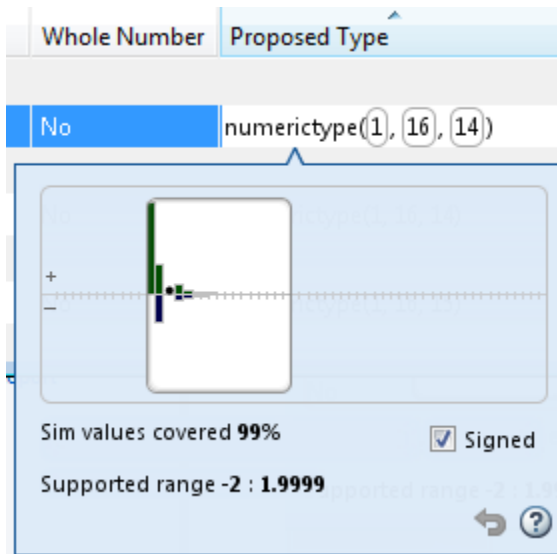 Whole Number Proposed Type
No numerictype(1, 16, 14)
+
−
Sim values covered 99%
Signed
Supported range -2 : 1.9999
?